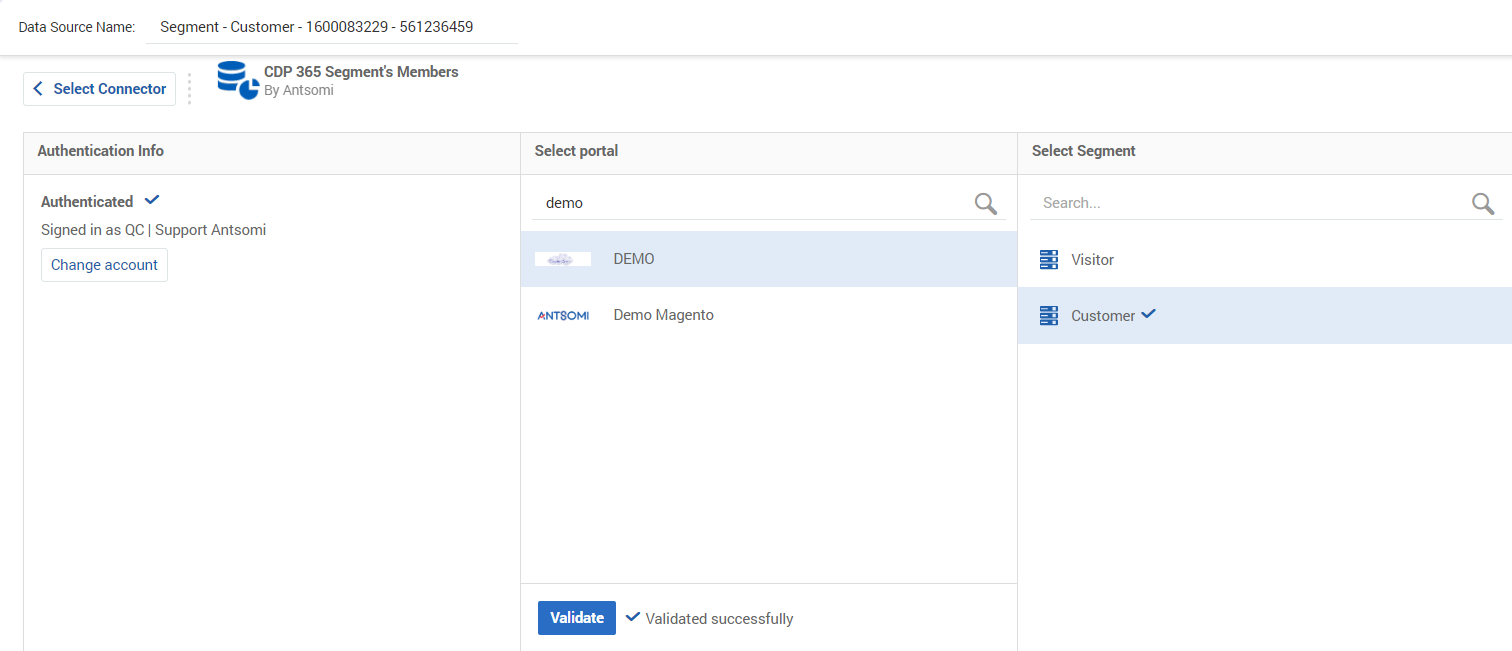 Data Source Name: Segment - Customer - 1600083229 - 561236459
Select Connector
CDP 365 Segment's Members
By Antsomi
Authentication Info
Authenticated
Signed in as QC | Support Antsomi
Change account
Select portal
demo
DEMO
ANTSOMI Demo Magento
Validate Validated successfully
Select Segment
Search...
Visitor
Customer